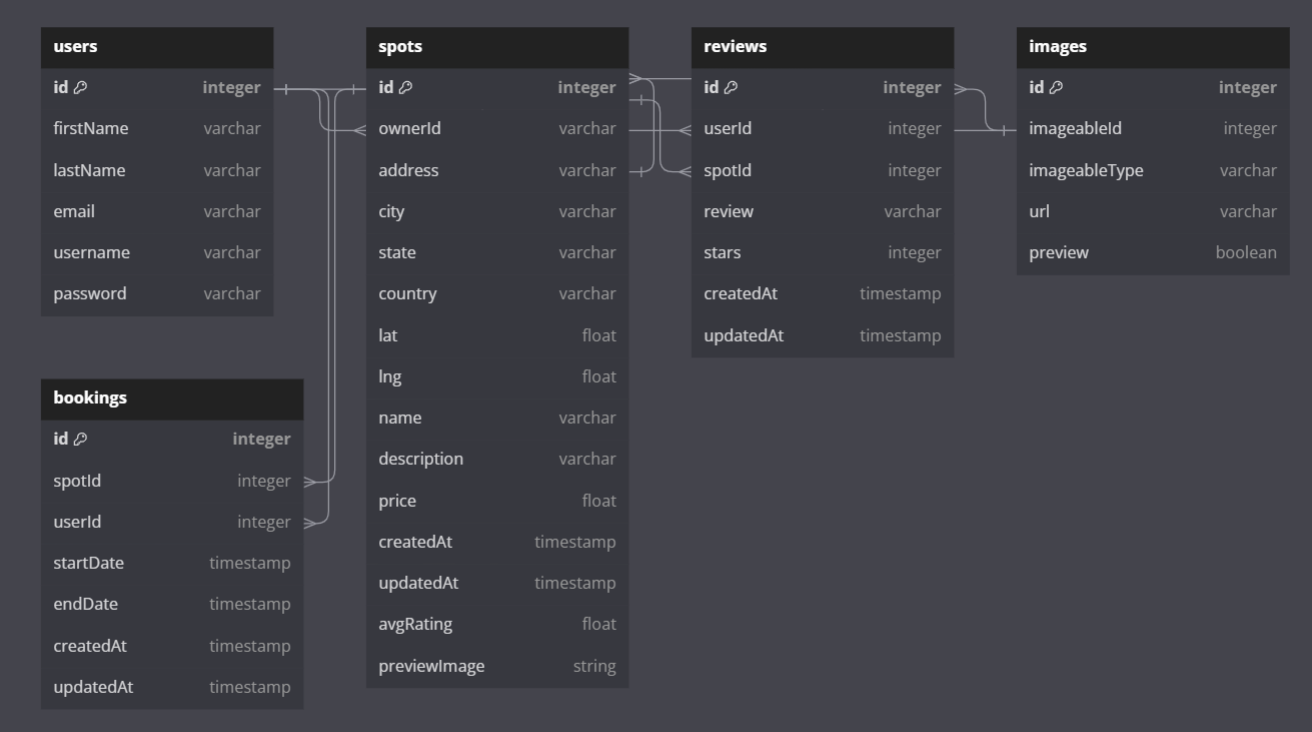 users
id integer
firstName varchar
lastName varchar
email varchar
username varchar
password varchar
bookings
id integer
spotId integer
userId integer
startDate timestamp
endDate timestamp
createdAt timestamp
updatedAt timestamp
spots
id integer
ownerId varchar
address varchar
city varchar
state varchar
country varchar
lat float
lng float
name varchar
description varchar
price float
createdAt timestamp
updatedAt timestamp
avgRating float
previewImage string
reviews
id integer
userId integer
spotId integer
review varchar
stars integer
createdAt timestamp
updatedAt timestamp
images
id integer
imageableId integer
imageableType varchar
url varchar
preview boolean